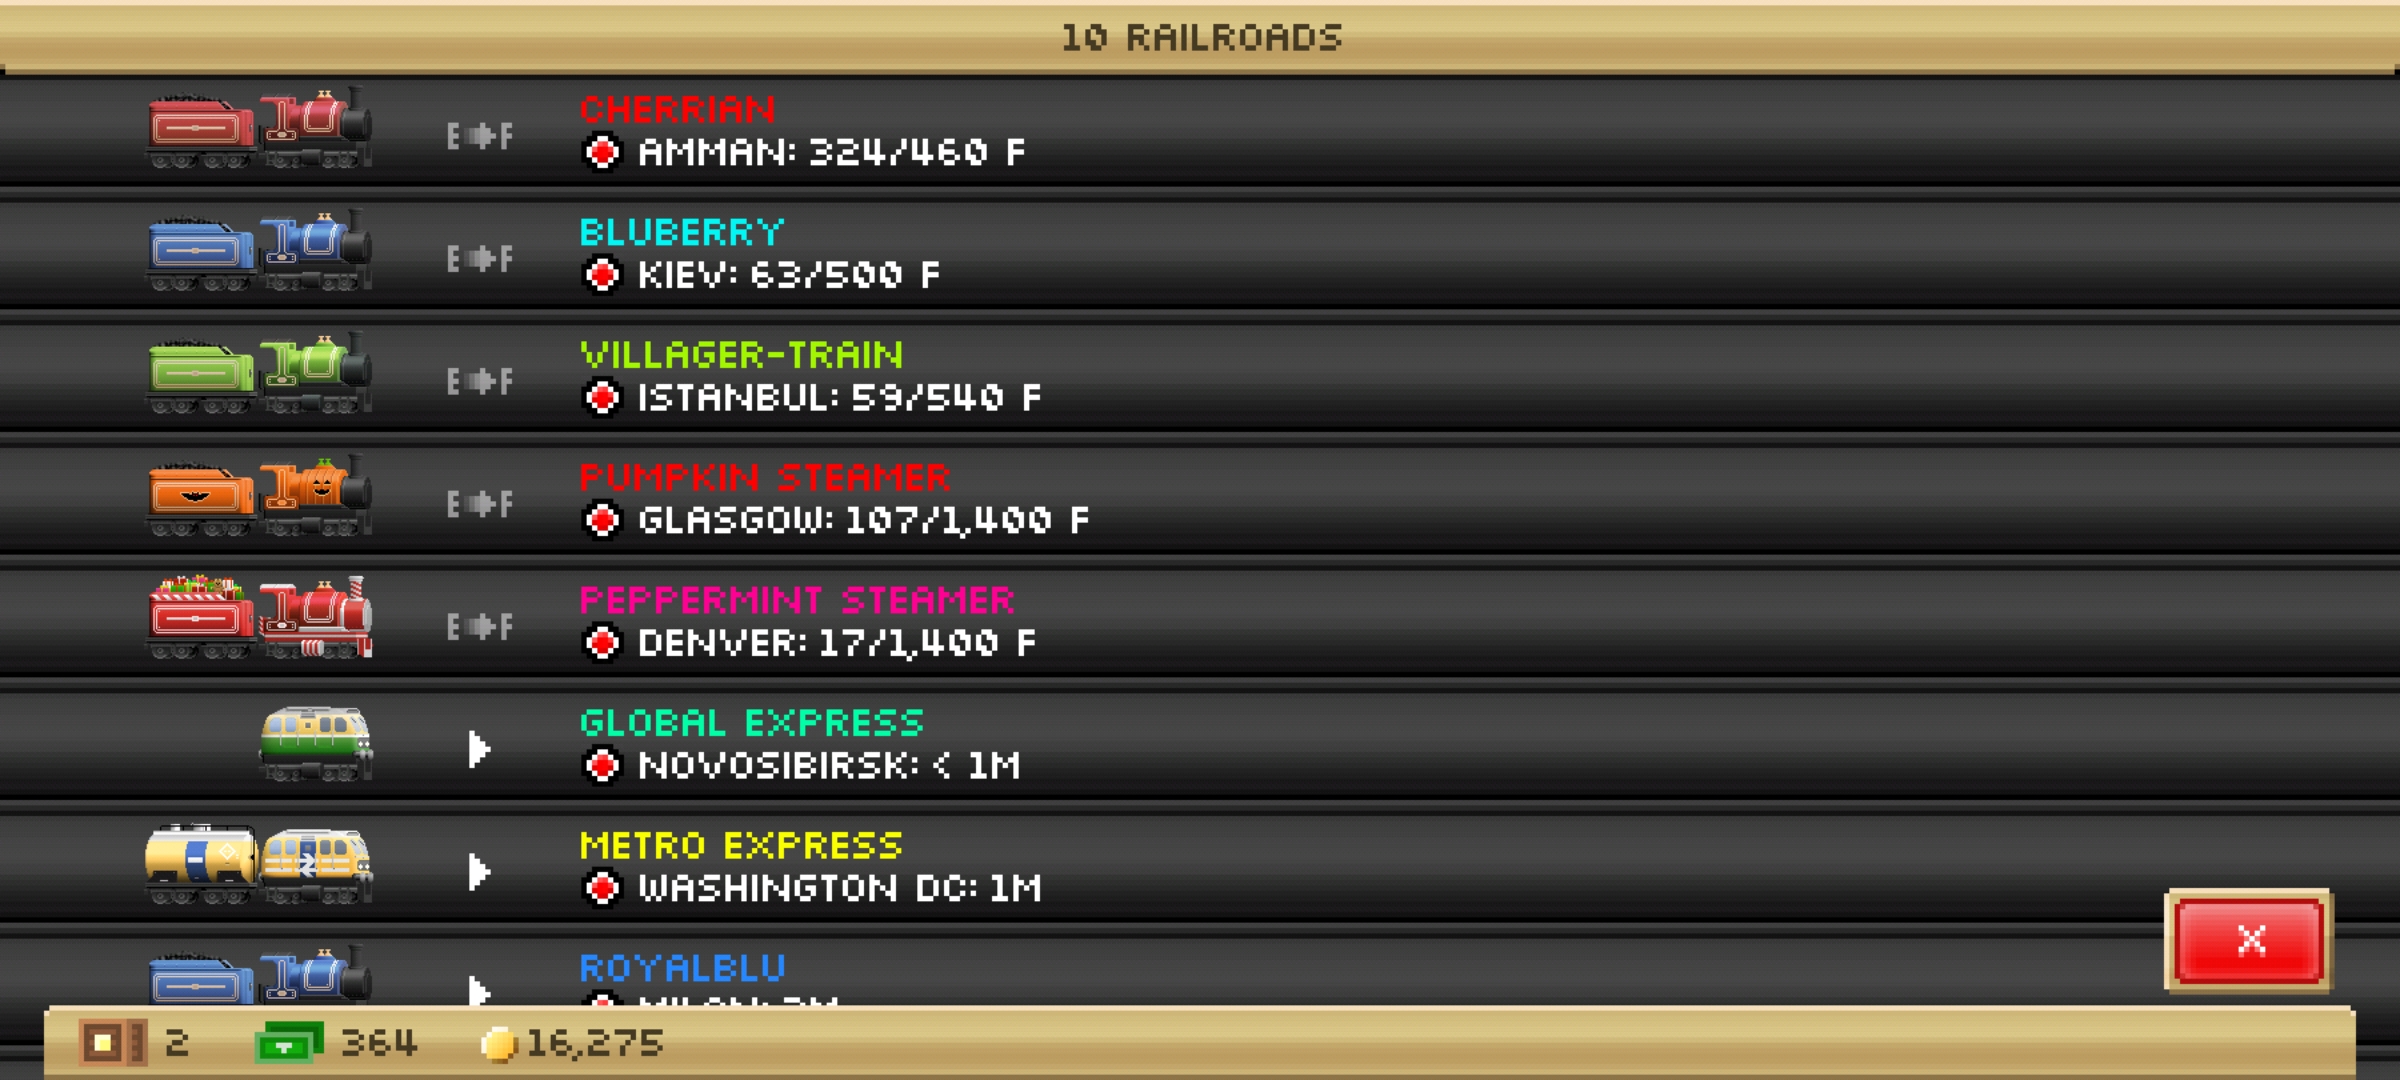 10 RAILROADS
CHERRIAN
E F
AMMAN: 324/460 F
BLUBERRY
E F
KIEV: 63/500 F
VILLAGER-TRAIN
E F
ISTANBUL: 59/540 F
PUMPKIN STEAMER
E F
GLASGOW: 107/1,400 F
PEPPERMINT STEAMER
E F
DENVER: 17/1,400 F
GLOBAL EXPRESS
NOVOSIBIRSK: < 1M
METRO EXPRESS
WASHINGTON DC: 1M
ROYALBLU
X
2 364 16,275